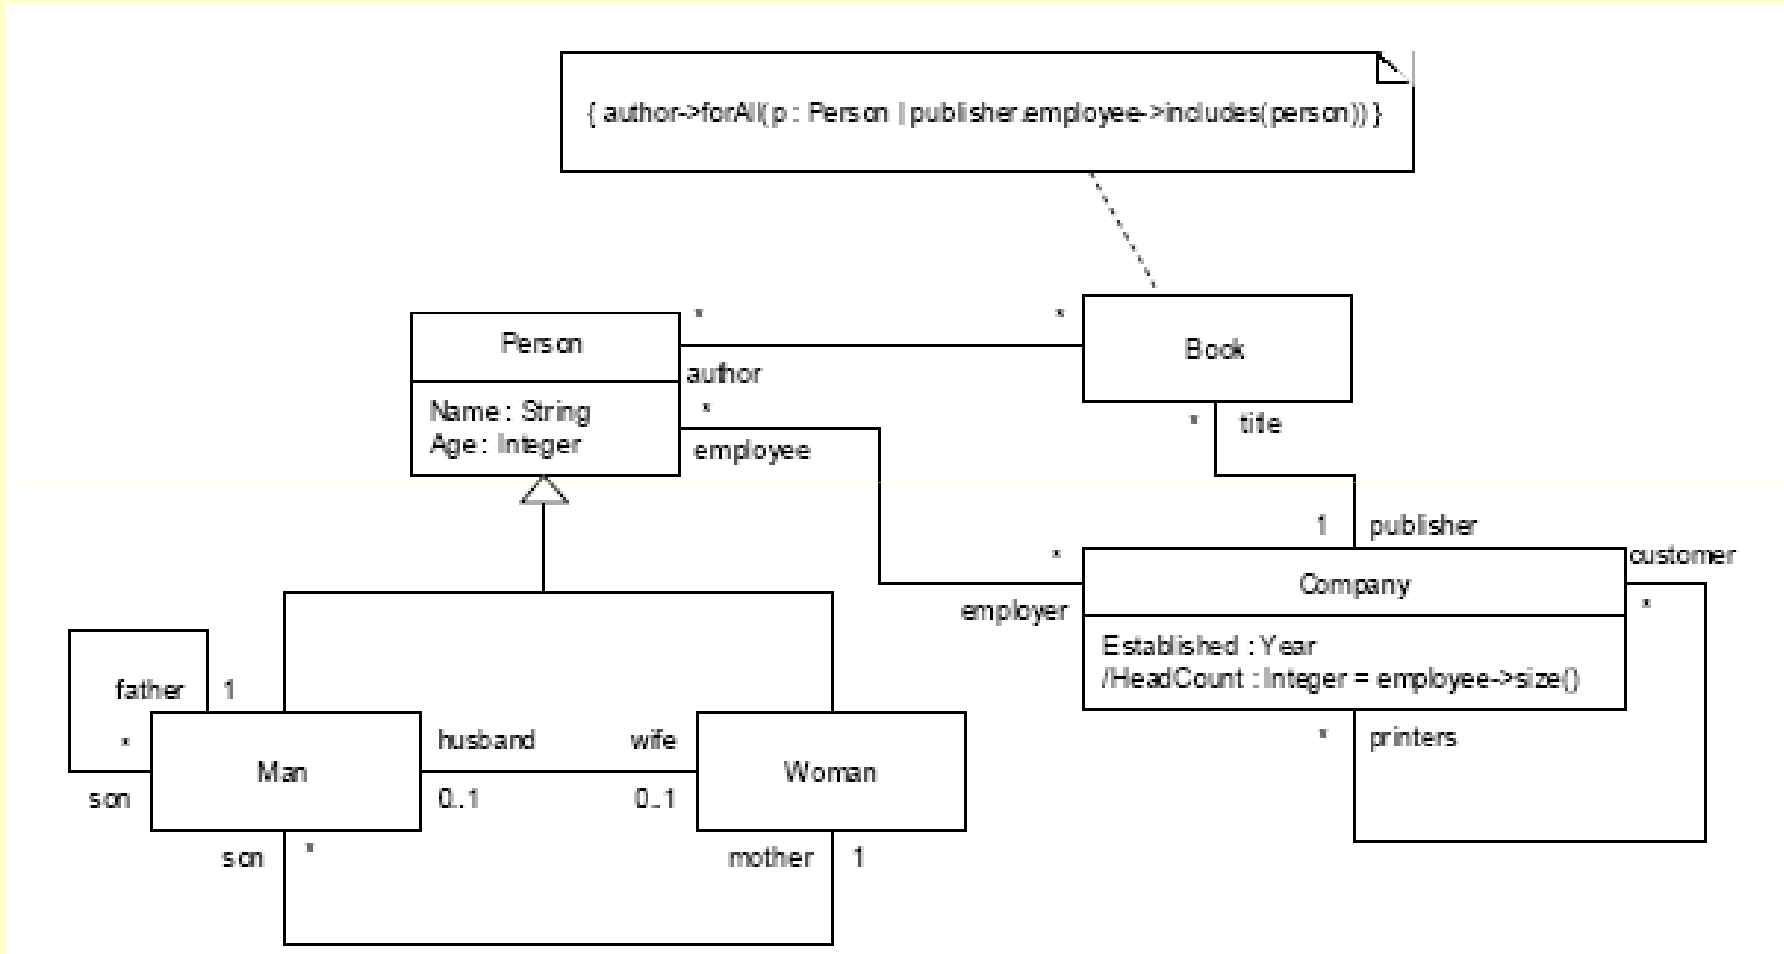 { author->forAll(p : Person | publisher.employee->includes(person)) }
Person
Name : String
Age : Integer
*
author
*
employee
*
Book
*
title
1
publisher
*
employer
customer
*
Company
Established : Year
/HeadCount : Integer = employee->size()
*
printers
father
1
*
son
Man
husband
0..1
wife
0..1
Woman
son
*
mother
1